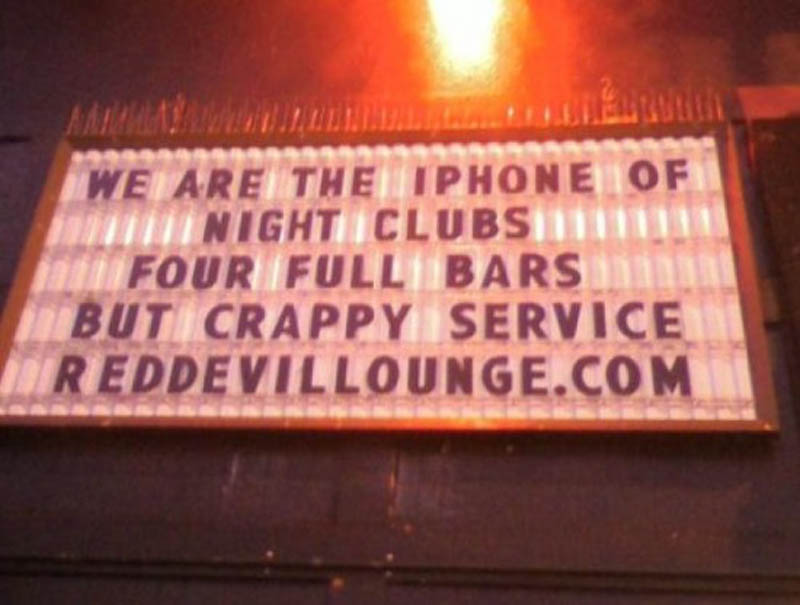 WE ARE THE IPHONE OF
NIGHT CLUBS
FOUR FULL BARS
BUT CRAPPY SERVICE
REDDEVILLOUNGE.COM